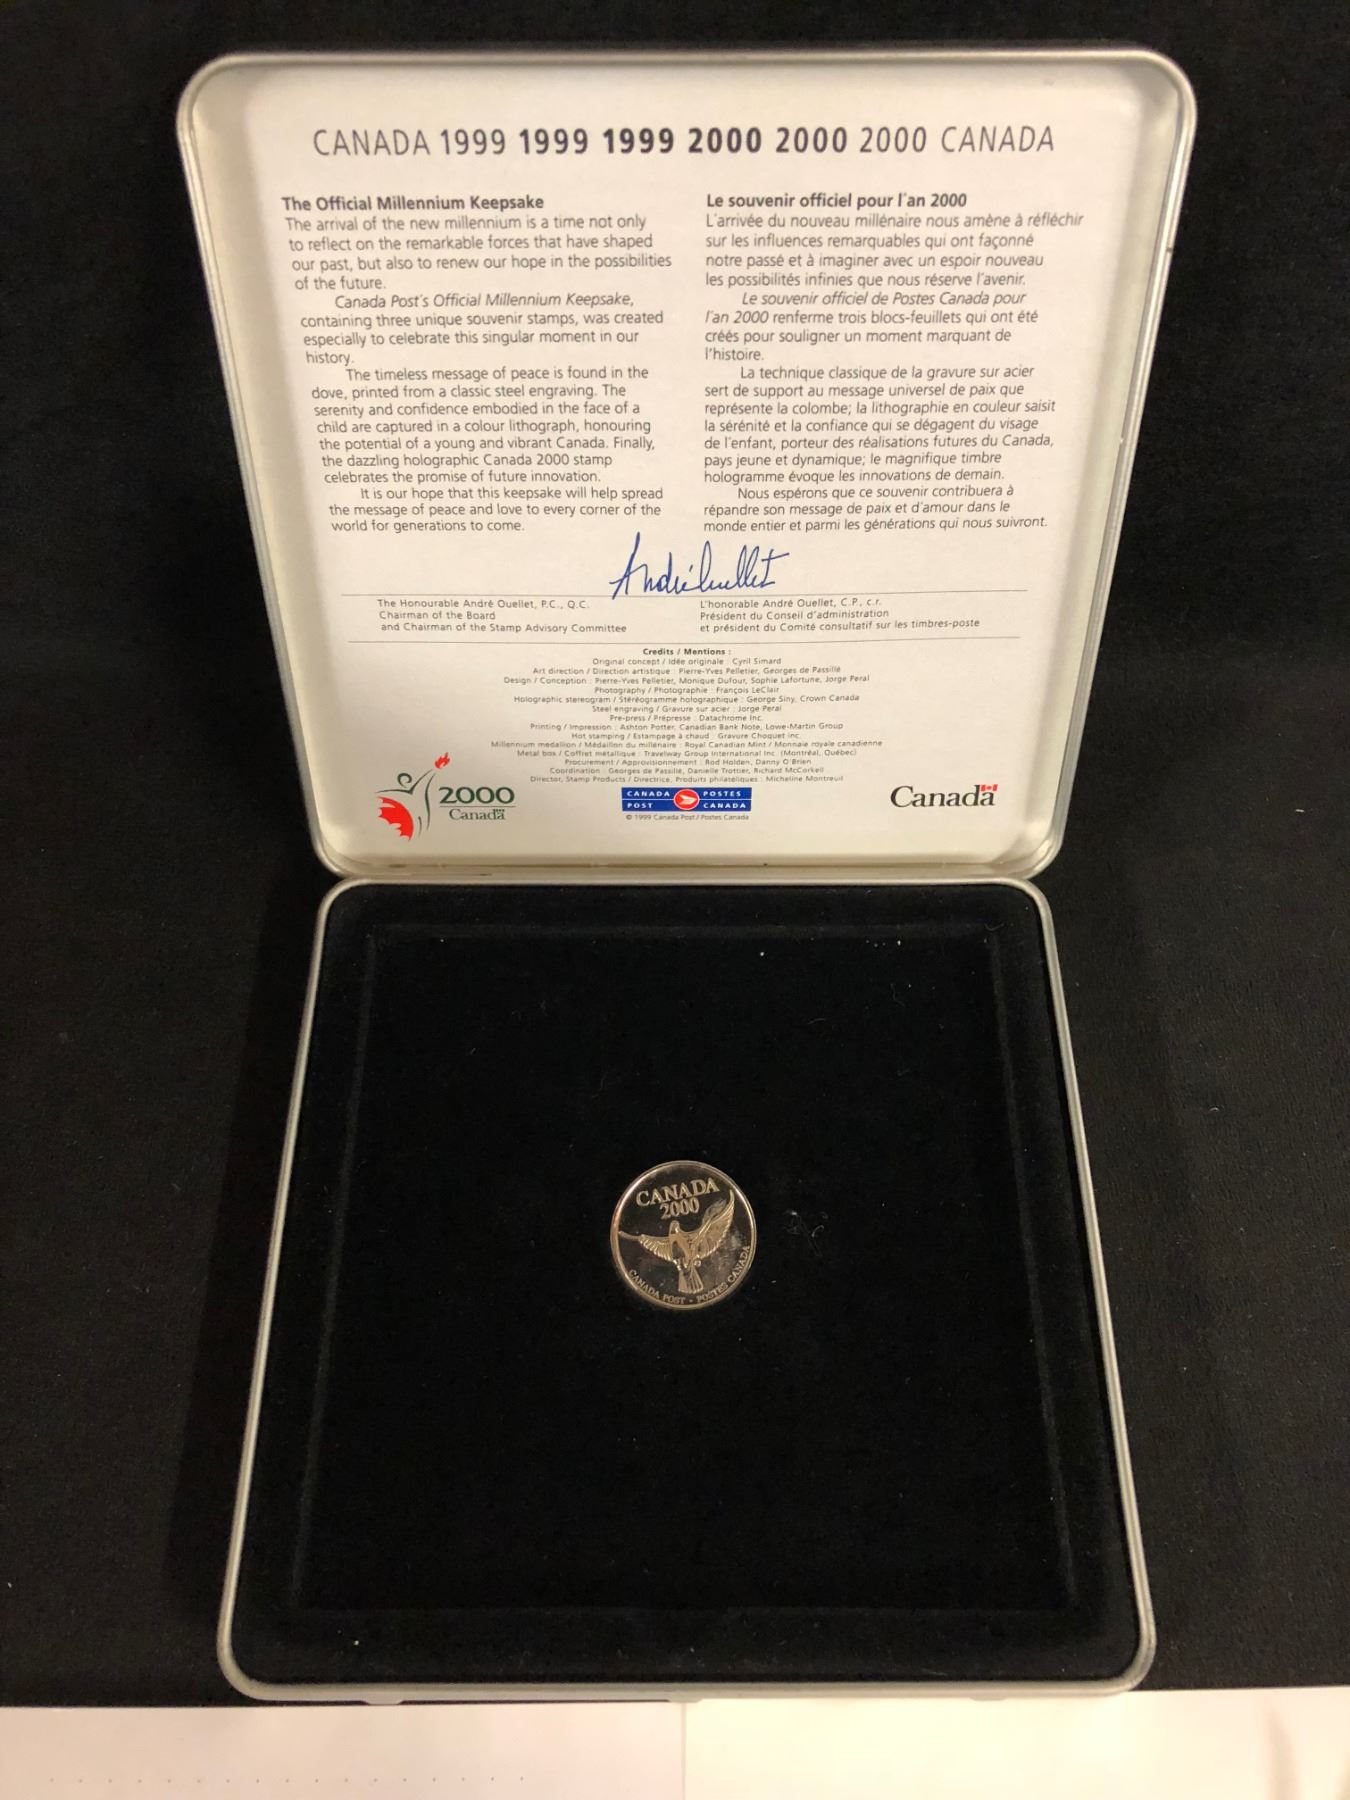 CANADA 1999 1999 1999 2000 2000 2000 CANADA
The Official Millennium Keepsake
The arrival of the new millennium is a time not only
to reflect on the remarkable forces that have shaped
our past, but also to renew our hope in the possibilities
of the future.
Canada Post's Official Millennium Keepsake,
containing three unique souvenir stamps, was created
especially to celebrate this singular moment in our
history.
The timeless message of peace is found in the
dove, printed from a classic steel engraving. The
serenity and confidence embodied in the face of a
child are captured in a colour lithograph, honouring
the potential of a young and vibrant Canada. Finally,
the dazzling holographic Canada 2000 stamp
celebrates the promise of future innovation.
It is our hope that this keepsake will help spread
the message of peace and love to every corner of the
world for generations to come.
Le souvenir officiel pour l'an 2000
L'arrivée du nouveau millénaire nous amène à réfléchir
sur les influences remarquables qui ont façonné
notre passé et à imaginer avec un espoir nouveau
les possibilités infinies que nous réserve l'avenir.
Le souvenir officiel de Postes Canada pour
l'an 2000 renferme trois blocs-feuillets qui ont été
créés pour souligner un moment marquant de
l'histoire.
La technique classique de la gravure sur acier
sert de support au message universel de paix que
représente la colombe; la lithographie en couleur saisit
la sérénité et la confiance qui se dégagent du visage
de l'enfant, porteur des réalisations futures du Canada,
pays jeune et dynamique; le magnifique timbre
hologramme évoque les innovations de demain.
Nous espérons que ce souvenir contribuera à
répandre son message de paix et d'amour dans le
monde entier et parmi les générations qui nous suivront.
André Ouellet
The Honourable André Ouellet, P.C., Q.C.
Chairman of the Board
and Chairman of the Stamp Advisory Committee
L'honorable André Ouellet, C.P., c.r.
Président du Conseil d'administration
et président du Comité consultatif sur les timbres-poste
Credits / Mentions :
Original concept / Idée originale : Cyril Simard
Art direction / Direction artistique : Pierre-Yves Pelletier, Georges de Passillé
Design / Conception : Pierre-Yves Pelletier, Monique Dufour, Sophie Lafortune, Jorge Peral
Photography / Photographie : François LeClair
Holographic stereogram / Stéréogramme holographique : George Siny, Crown Canada
Steel engraving / Gravure sur acier : Jorge Peral
Pre-press / Prépresse : Datachrome Inc.
Printing / Impression : Ashton Potter, Canadian Bank Note, Lowe-Martin Group
Hot stamping / Estampage à chaud : Gravure Choquet inc.
Millennium medallion / Médaillon du millénaire : Royal Canadian Mint / Monnaie royale canadienne
Metal box / Coffret métallique : Travelway Group International Inc. (Montréal, Québec)
Procurement / Approvisionnement : Rod Holden, Danny O'Brien
Coordination : Georges de Passillé, Danielle Trottier, Richard McCorkell
Director, Stamp Products / Directrice, Produits philatéliques : Micheline Montreuil
2000
Canada
CANADA POST
POSTES CANADA
© 1999 Canada Post / Postes Canada
Canada
CANADA
2000
CANADA POST • POSTES CANADA